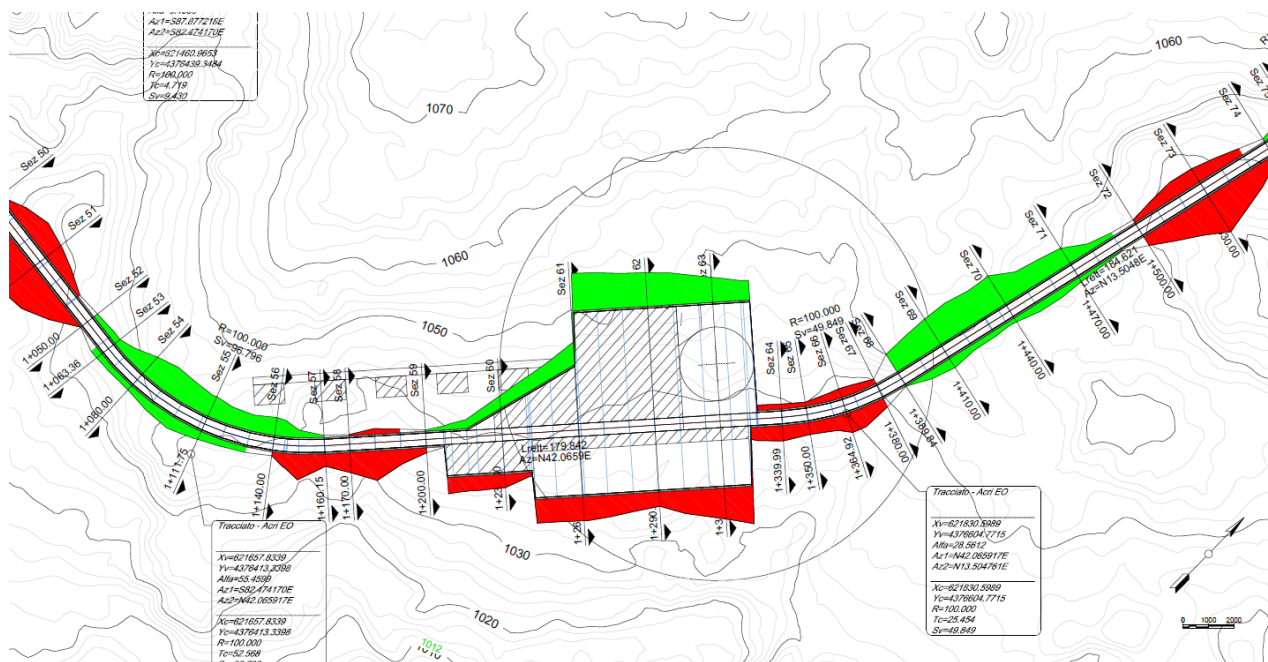 Az1=S87.877216E
Az2=S82.474170E
Xc=621460.9653
Yc=4376439.3484
R=100.000
Tc=4.719
Sv=9.430
1070
1060
1060
1050
1030
1020
1012
Sez 50
Sez 51
Sez 52
Sez 53
Sez 54
Sez 55
R=100.000
Sv=96.796
Sez 56
Sez 57
Sez 58
Sez 59
Sez 60
Sez 61
62
63
Sez 64
Sez 65
Sez 66
Sez 67
Sez 68
R=100.000
Sv=49.849
Sez 69
Sez 70
Sez 71
Sez 72
Sez 73
Sez 74
1+050.00
1+063.36
1+080.00
1+111.75
1+140.00
1+160.15
1+170.00
1+200.00
Lrett=179.842
Az=N42.0659E
1+290.
1+339.99
1+350.00
1+364.92
1+380.00
1+389.84
1+410.00
1+440.00
1+470.00
1+500.00
Lrett=184.621
Az=N13.5048E
Tracciato - Acri EO
Xv=621657.8339
Yv=4376413.3398
Alfa=55.4599
Az1=S82.474170E
Az2=N42.065917E
Xc=621657.8339
Yc=4376413.3398
R=100.000
Tc=52.568
Tracciato - Acri EO
Xv=621830.5989
Yv=4376604.7715
Alfa=28.5612
Az1=N42.065917E
Az2=N13.504761E
Xc=621830.5989
Yc=4376604.7715
R=100.000
Tc=25.454
Sv=49.849
0 1000 2000